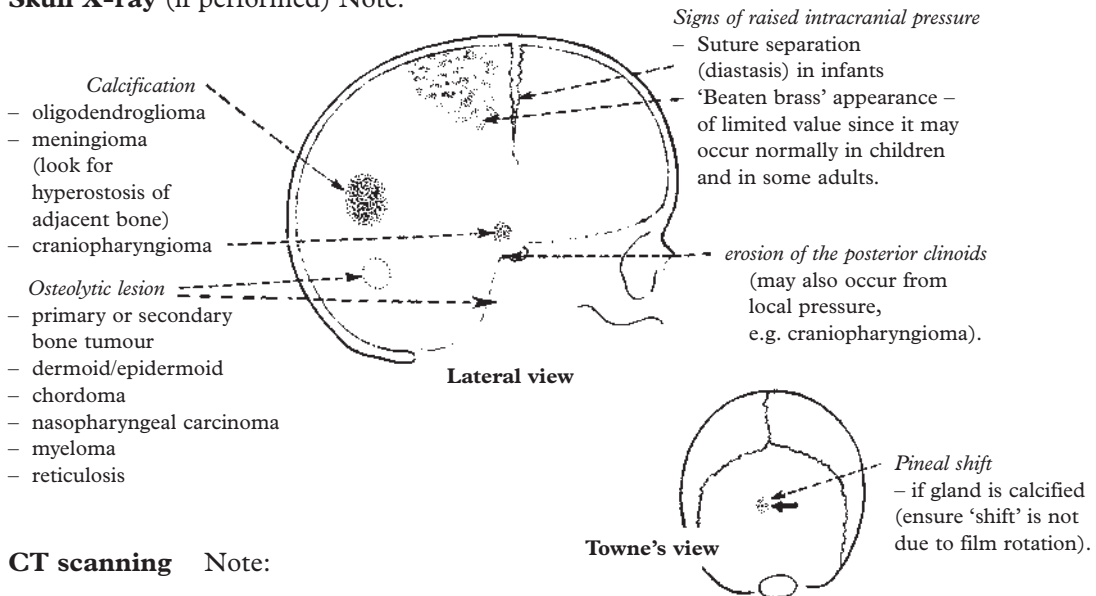 Skull X-ray (if performed) Note:
Signs of raised intracranial pressure
– Suture separation
(diastasis) in infants
– ‘Beaten brass’ appearance –
of limited value since it may
occur normally in children
and in some adults.
Calcification
– oligodendroglioma
– meningioma
(look for
hyperostosis of
adjacent bone)
– craniopharyngioma
erosion of the posterior clinoids
(may also occur from
local pressure,
e.g. craniopharyngioma).
Osteolytic lesion
– primary or secondary
bone tumour
– dermoid/epidermoid
– chordoma
– nasopharyngeal carcinoma
– myeloma
– reticulosis
Lateral view
Pineal shift
– if gland is calcified
(ensure ‘shift’ is not
due to film rotation).
Towne’s view
CT scanning Note: